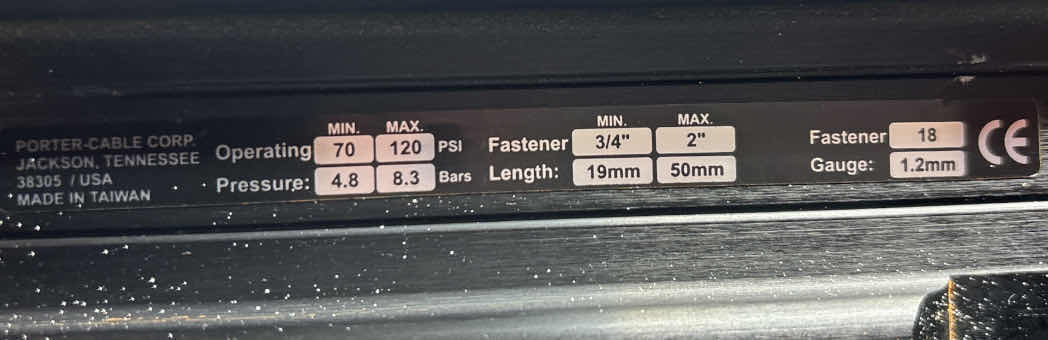 PORTER-CABLE CORP.
JACKSON, TENNESSEE
38305 / USA
MADE IN TAIWAN
MIN. MAX.
Operating 70 120 PSI
Pressure: 4.8 8.3 Bars
MIN. MAX.
Fastener 3/4" 2"
Length: 19mm 50mm
Fastener 18
Gauge: 1.2mm
CE